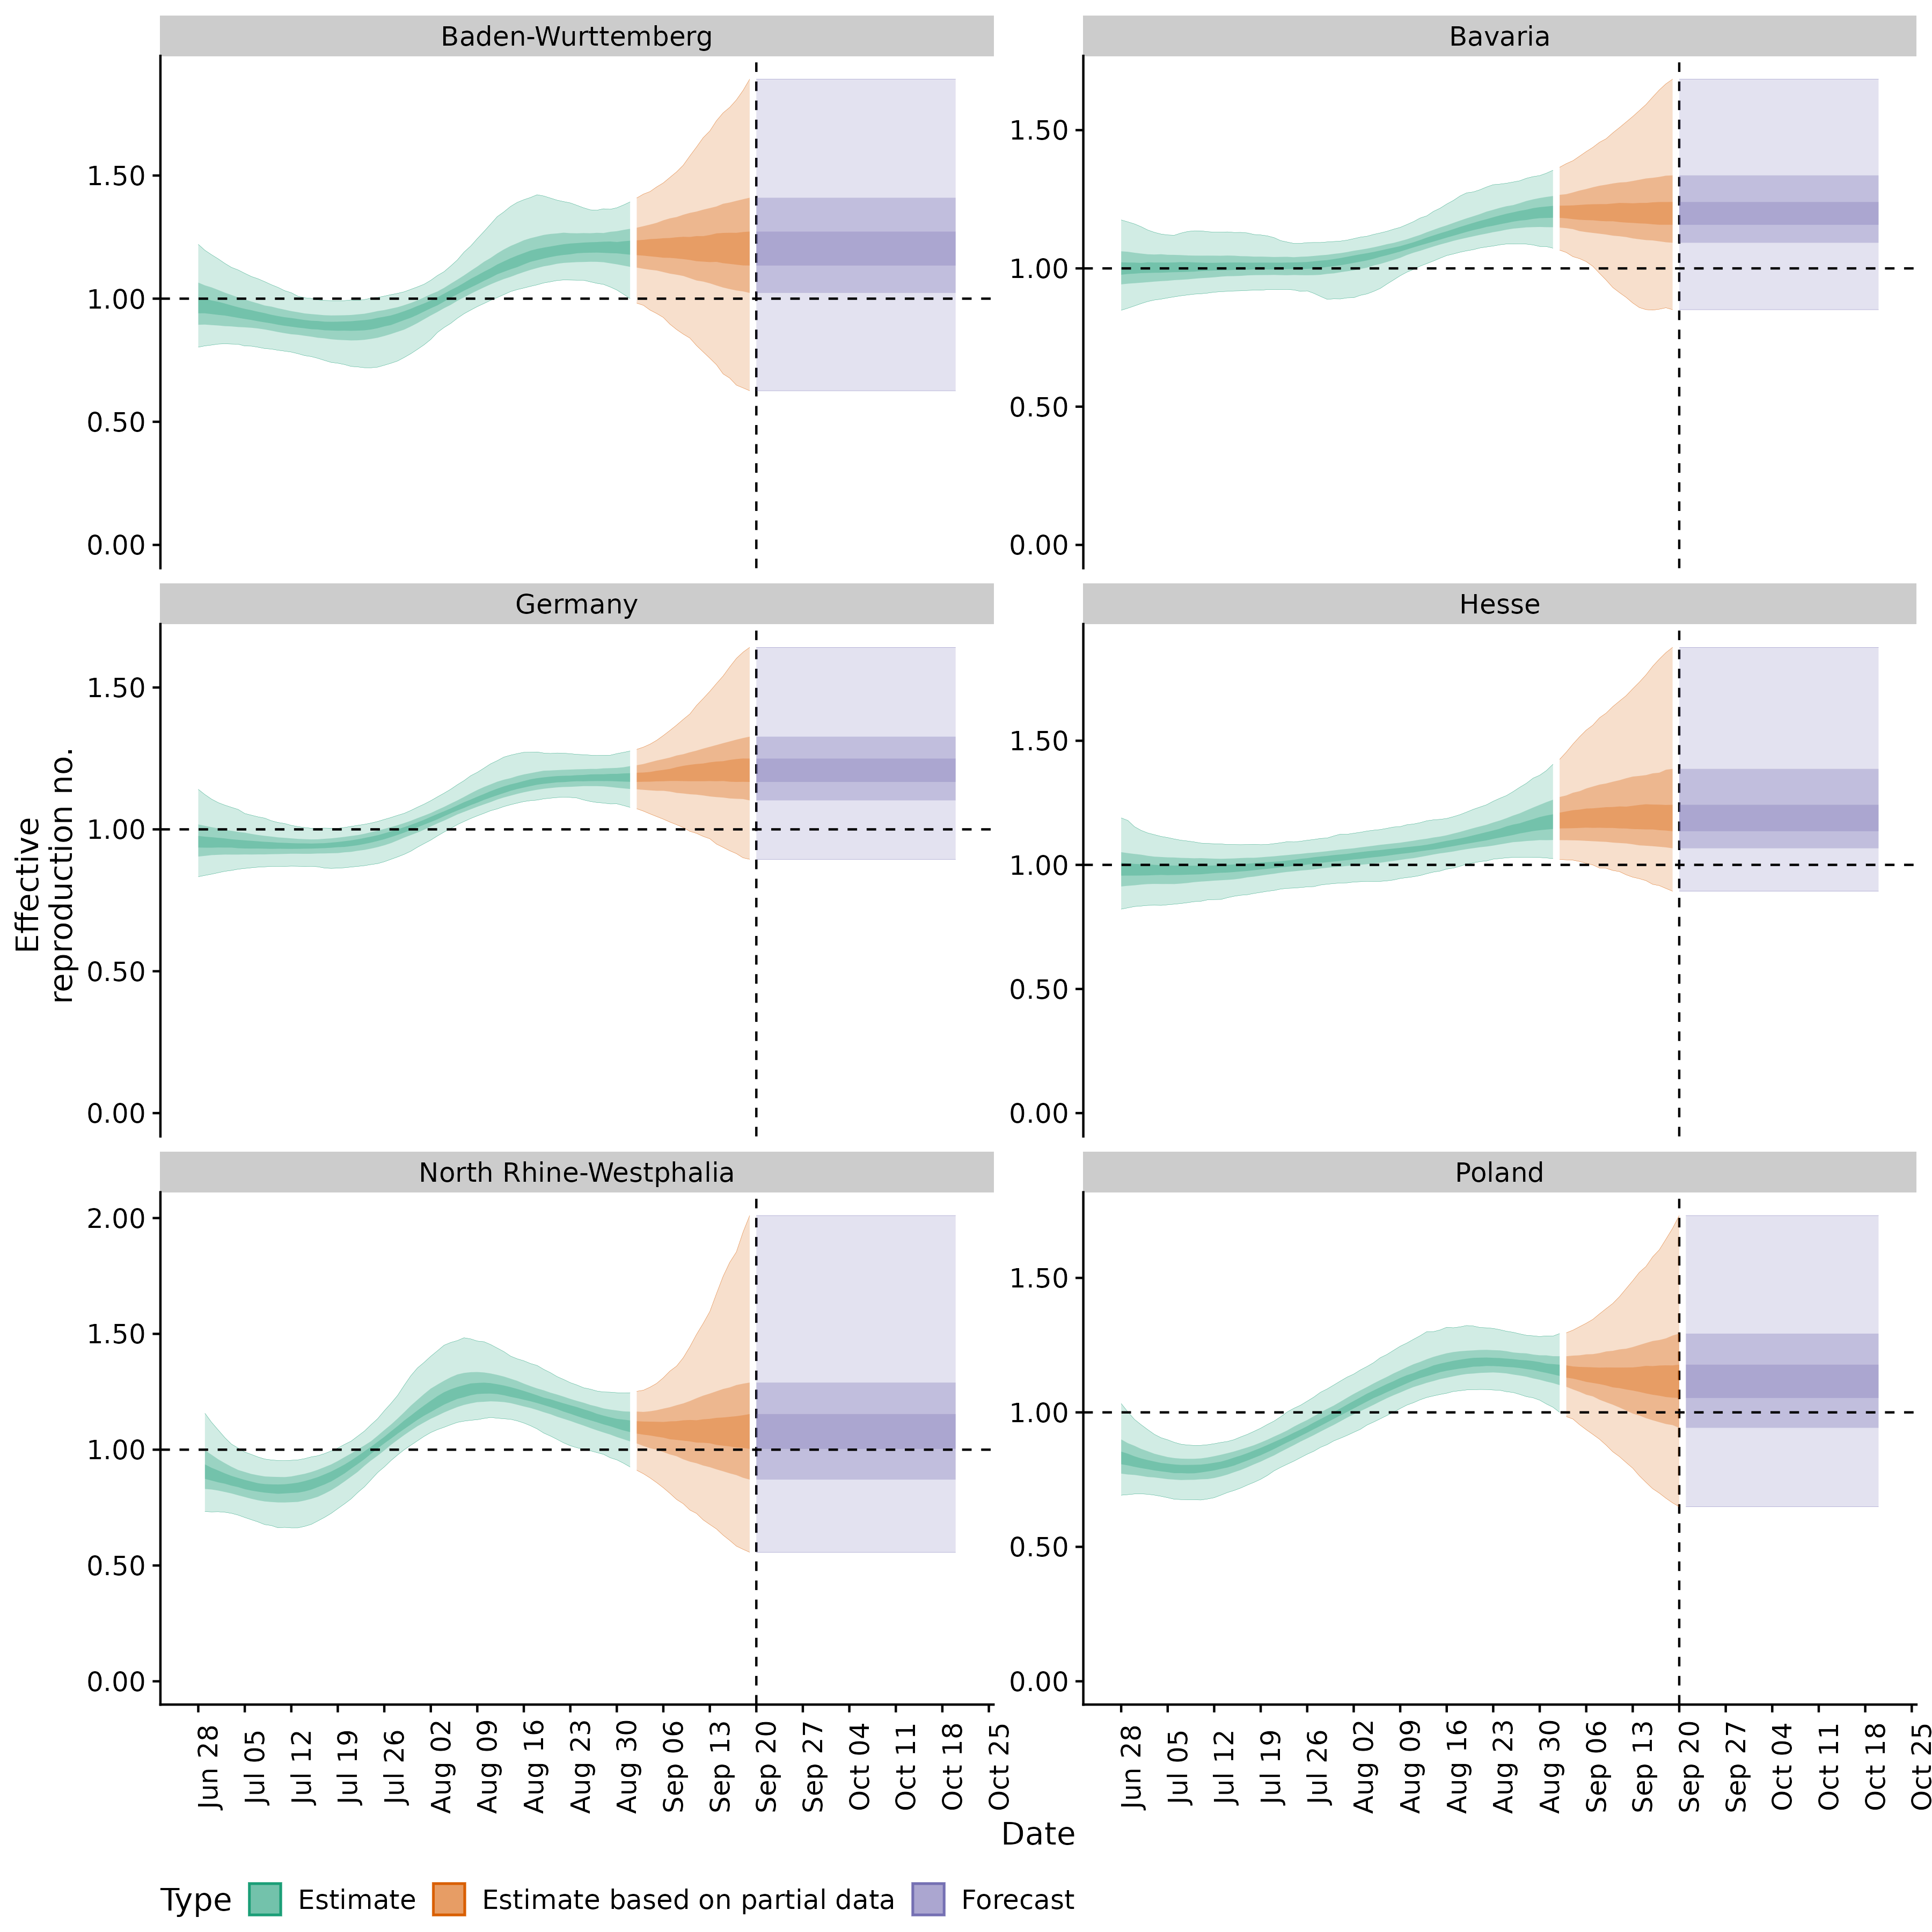 Baden-Wurttemberg
Bavaria
1.50
1.00
0.50
0.00
1.50
1.00
0.50
0.00
Germany
Hesse
Effective
reproduction no.
1.50
1.00
0.50
0.00
1.50
1.00
0.50
0.00
North Rhine-Westphalia
Poland
2.00
1.50
1.00
0.50
0.00
1.50
1.00
0.50
0.00
Jun 28
Jul 05
Jul 12
Jul 19
Jul 26
Aug 02
Aug 09
Aug 16
Aug 23
Aug 30
Sep 06
Sep 13
Sep 20
Sep 27
Oct 04
Oct 11
Oct 18
Oct 25
Jun 28
Jul 05
Jul 12
Jul 19
Jul 26
Aug 02
Aug 09
Aug 16
Aug 23
Aug 30
Sep 06
Sep 13
Sep 20
Sep 27
Oct 04
Oct 11
Oct 18
Oct 25
Date
Type
Estimate
Estimate based on partial data
Forecast